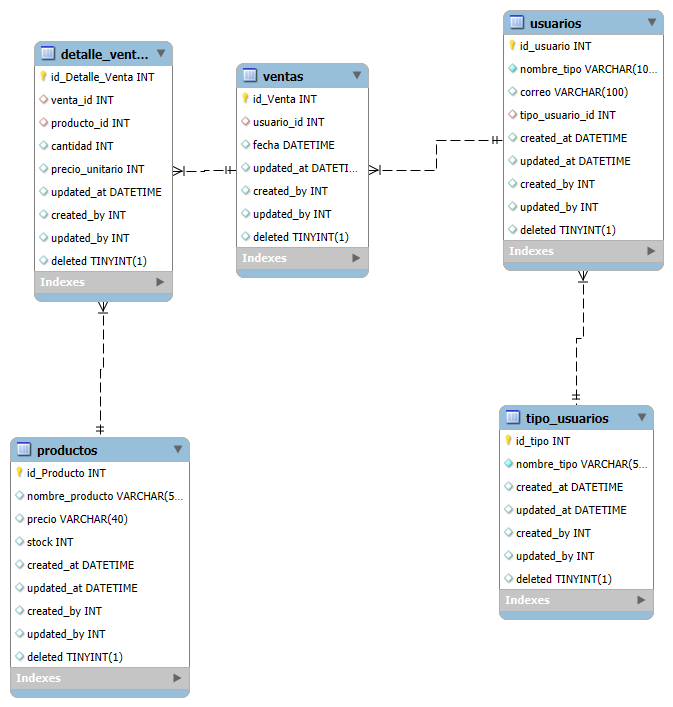 detalle_vent...
id_Detalle_Venta INT
venta_id INT
producto_id INT
cantidad INT
precio_unitario INT
updated_at DATETIME
created_by INT
updated_by INT
deleted TINYINT(1)
Indexes
ventas
id_Venta INT
usuario_id INT
fecha DATETIME
updated_at DATETI...
created_by INT
updated_by INT
deleted TINYINT(1)
Indexes
usuarios
id_usuario INT
nombre_tipo VARCHAR(10...
correo VARCHAR(100)
tipo_usuario_id INT
created_at DATETIME
updated_at DATETIME
created_by INT
updated_by INT
deleted TINYINT(1)
Indexes
productos
id_Producto INT
nombre_producto VARCHAR(5...
precio VARCHAR(40)
stock INT
created_at DATETIME
updated_at DATETIME
created_by INT
updated_by INT
deleted TINYINT(1)
Indexes
tipo_usuarios
id_tipo INT
nombre_tipo VARCHAR(5...
created_at DATETIME
updated_at DATETIME
created_by INT
updated_by INT
deleted TINYINT(1)
Indexes